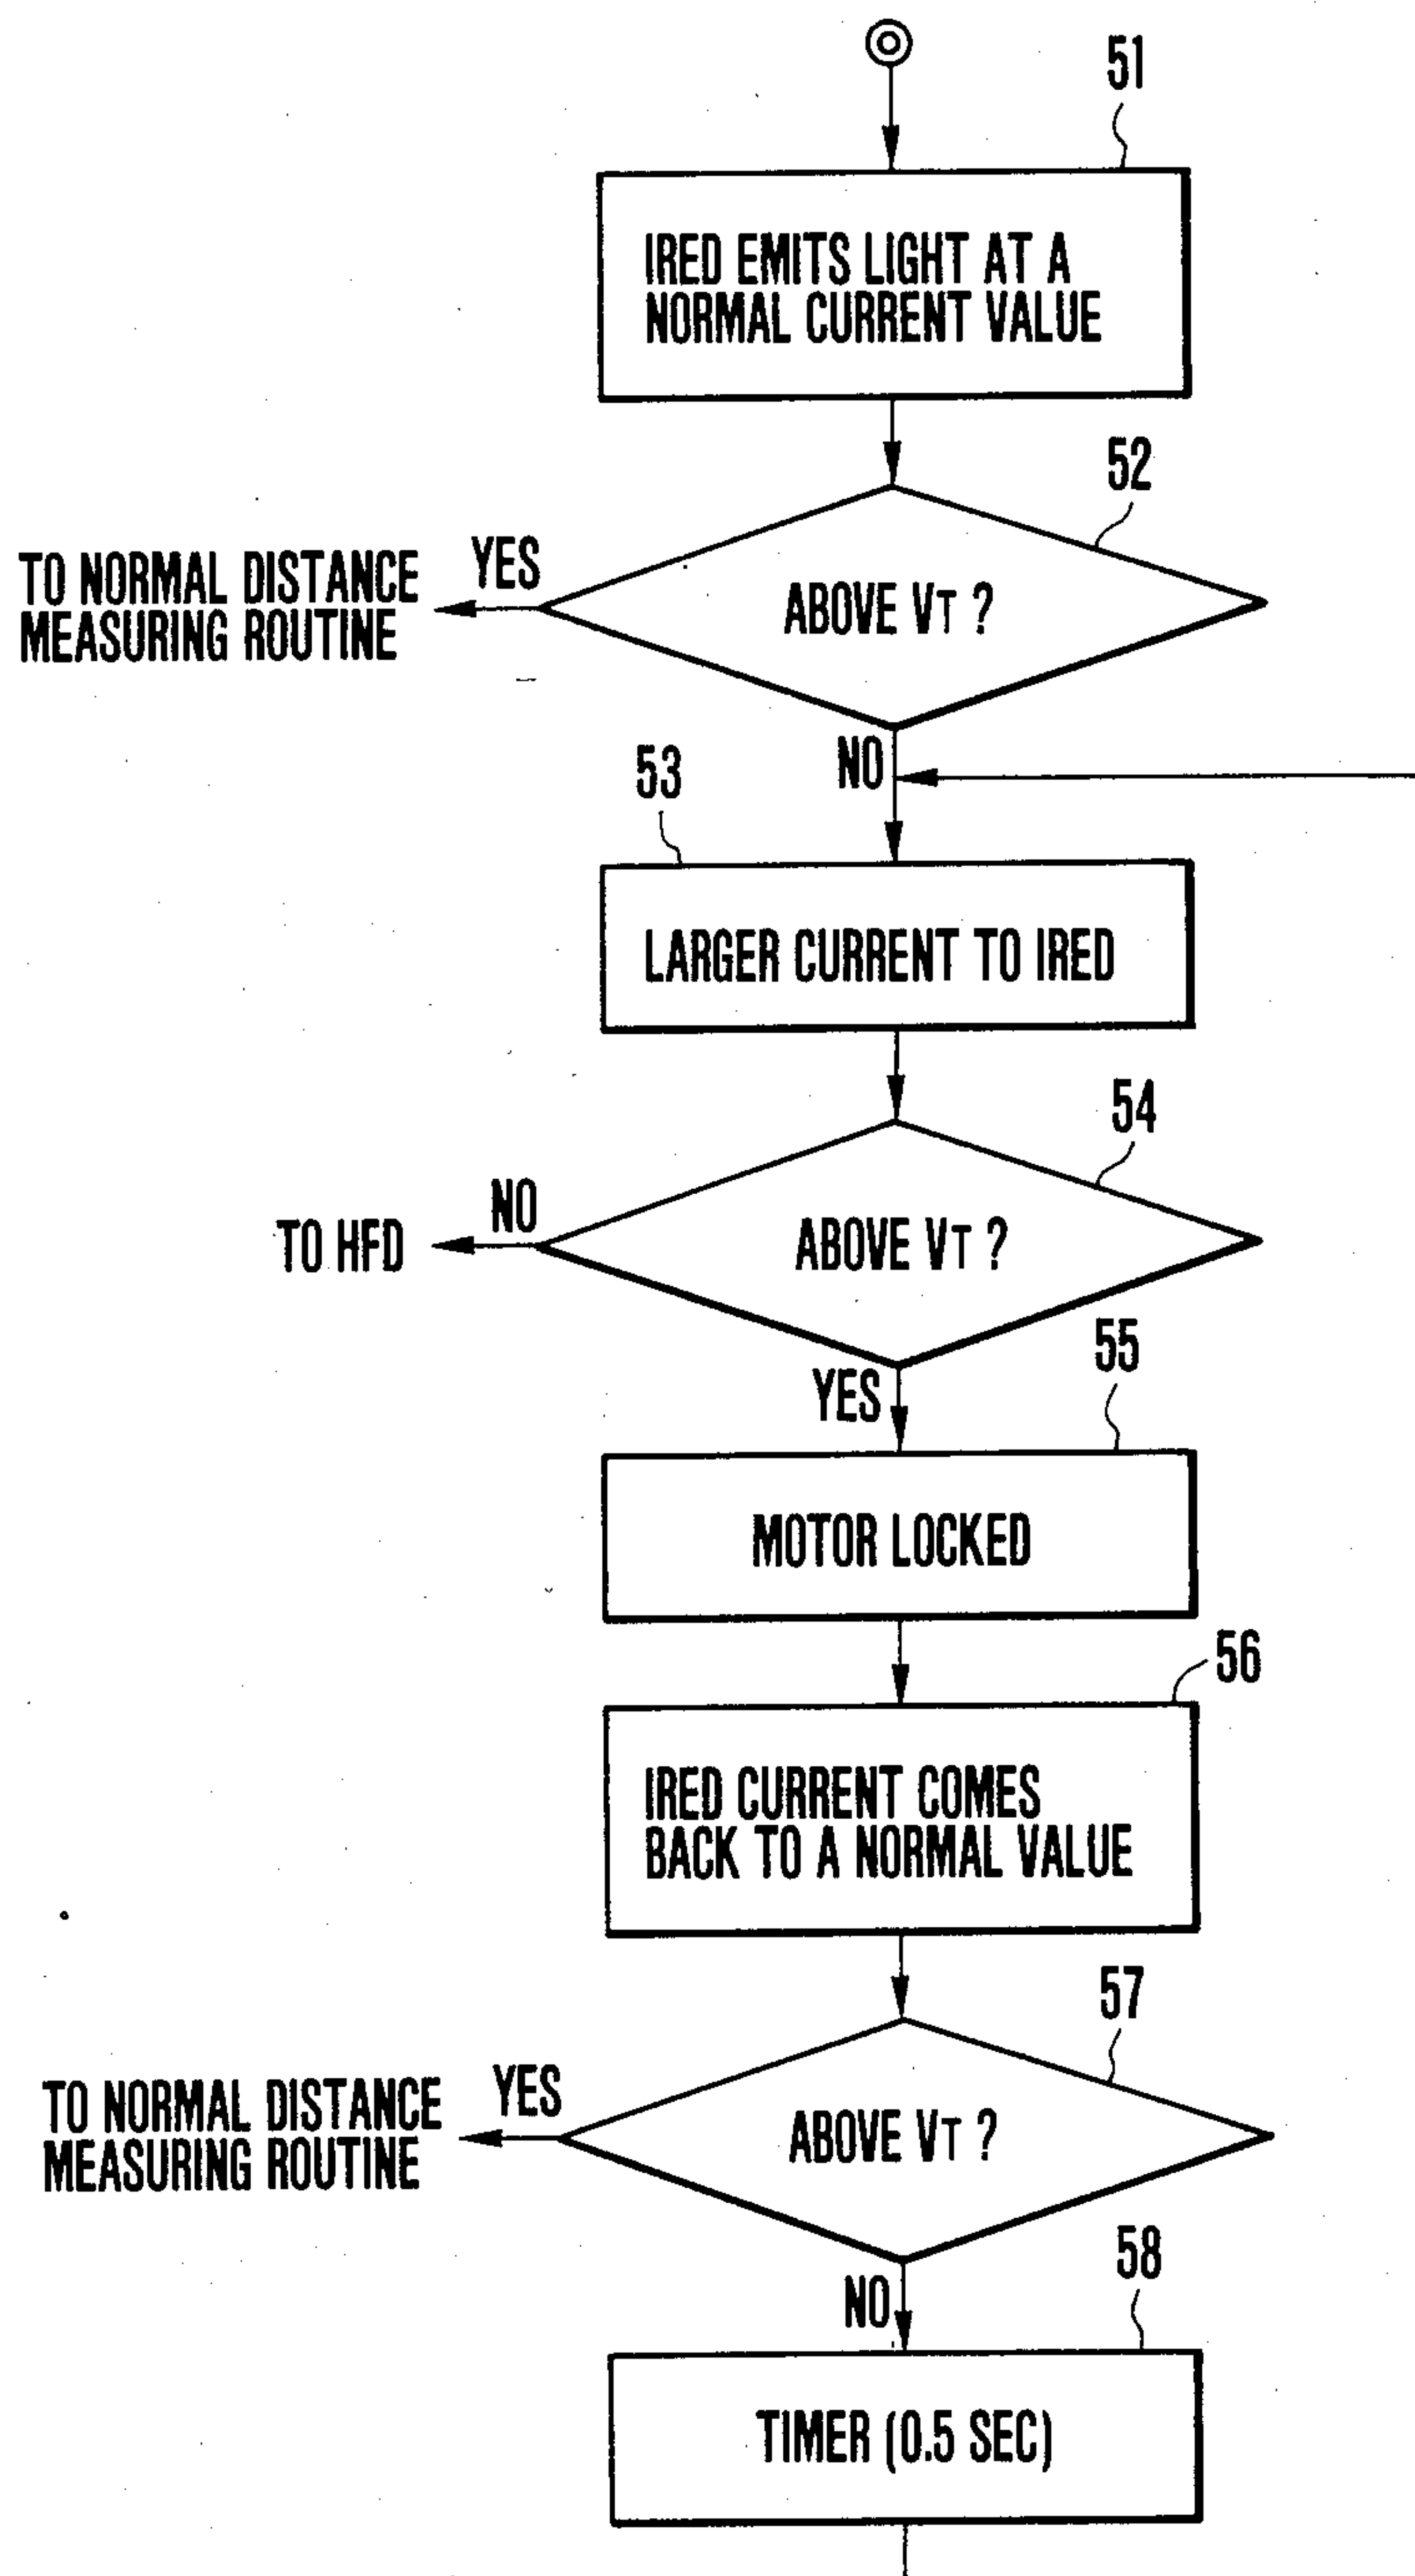 51
IRED EMITS LIGHT AT A
NORMAL CURRENT VALUE
52
TO NORMAL DISTANCE
MEASURING ROUTINE
YES
ABOVE VT ?
NO
53
LARGER CURRENT TO IRED
54
TO HFD
NO
ABOVE VT ?
YES
55
MOTOR LOCKED
56
IRED CURRENT COMES
BACK TO A NORMAL VALUE
57
TO NORMAL DISTANCE
MEASURING ROUTINE
YES
ABOVE VT ?
NO
58
TIMER (0.5 SEC)